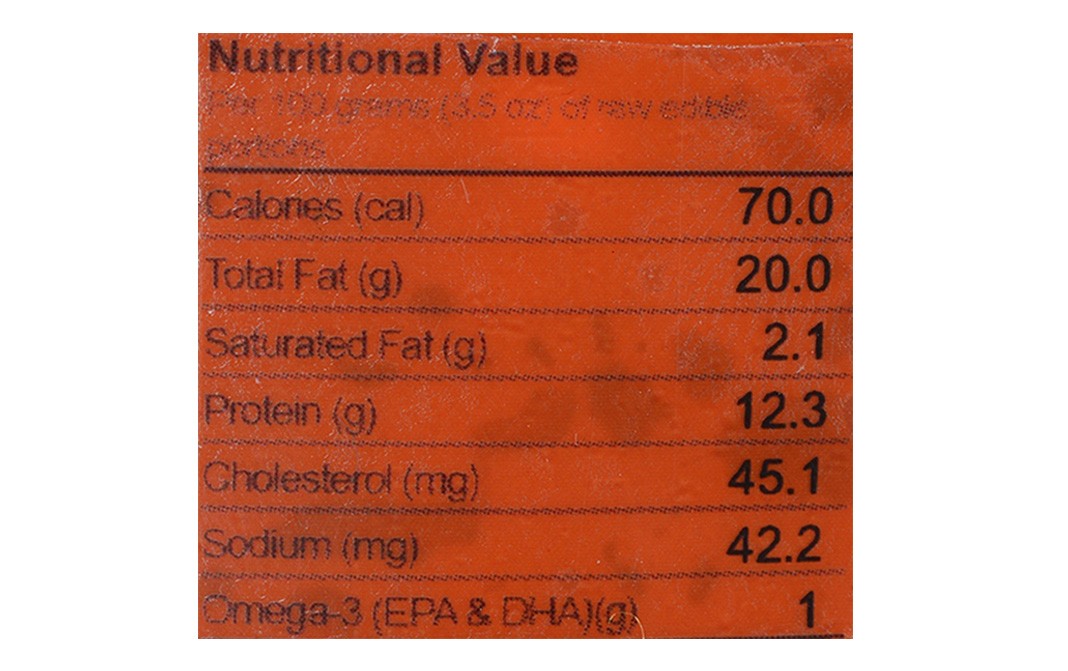 Nutritional Value
Per 100 grams (3.5 oz) of raw edible
portions
Calories (cal) 70.0
Total Fat (g) 20.0
Saturated Fat (g) 2.1
Protein (g) 12.3
Cholesterol (mg) 45.1
Sodium (mg) 42.2
Omega-3 (EPA & DHA)(g) 1